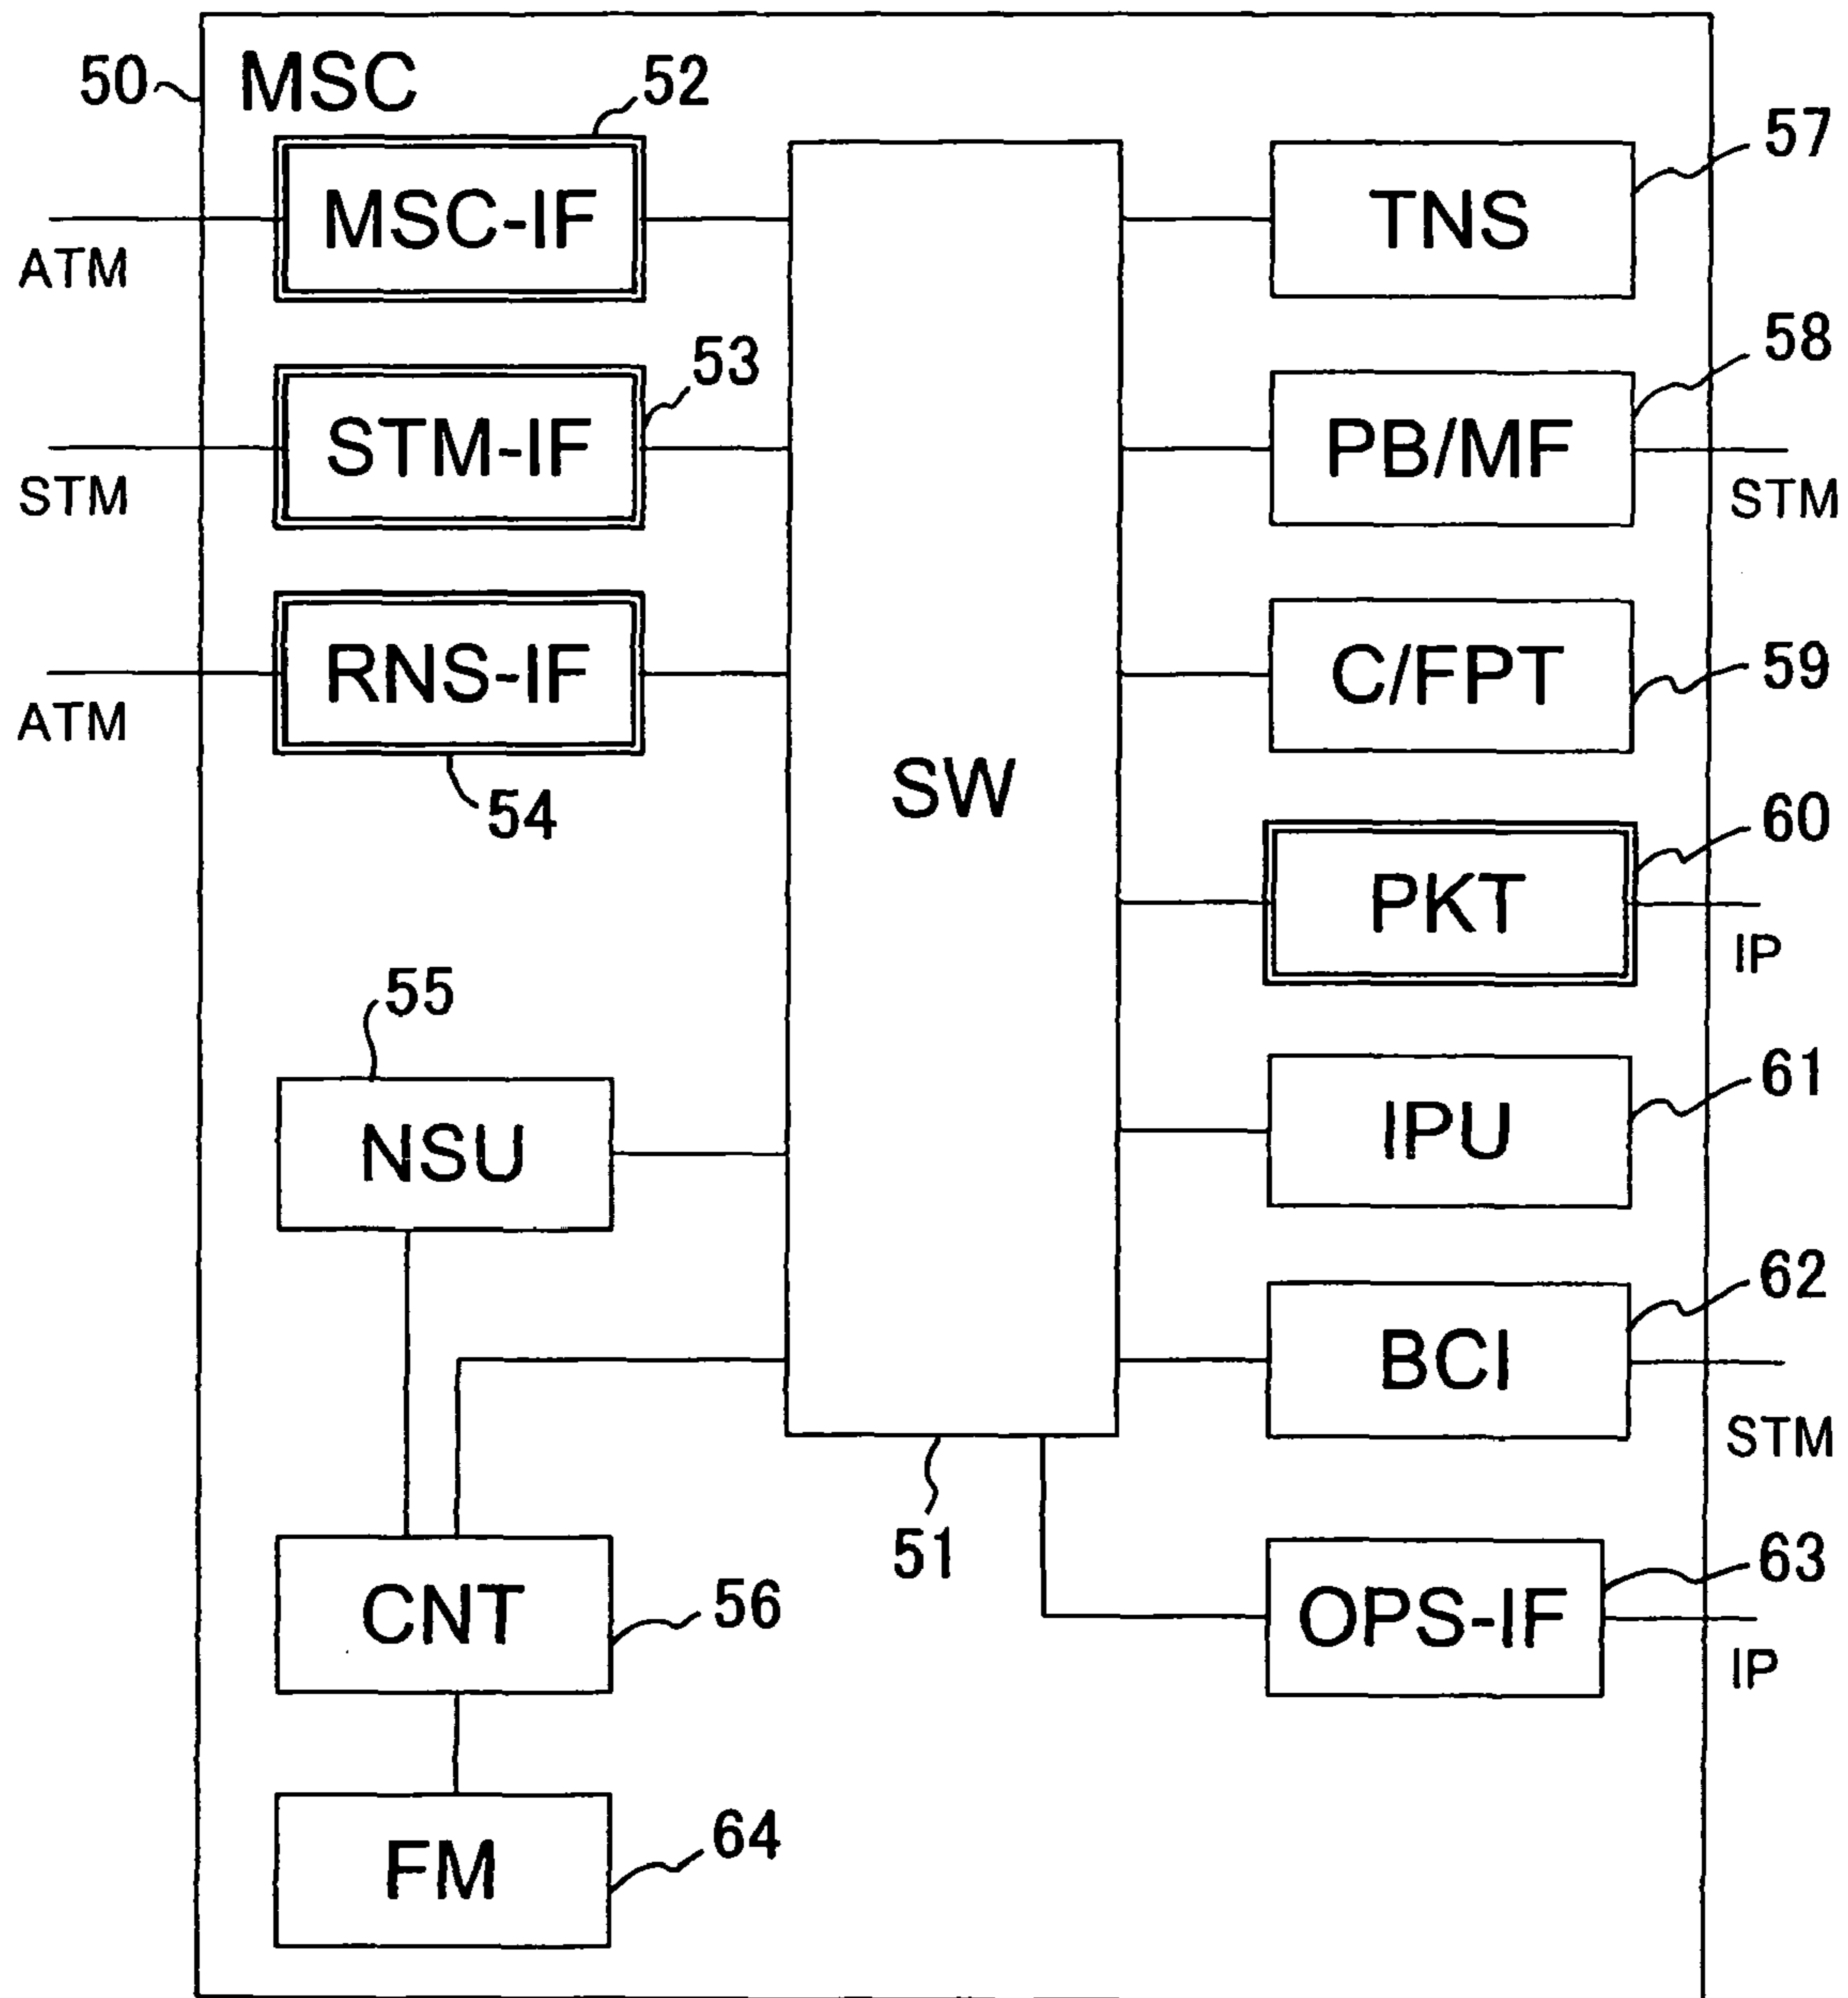 50
MSC
52
MSC-IF
ATM
53
STM-IF
STM
RNS-IF
ATM
54
55
NSU
CNT
56
FM
64
SW
51
57
TNS
58
PB/MF
STM
C/FPT
59
60
PKT
IP
61
IPU
62
BCI
STM
63
OPS-IF
IP